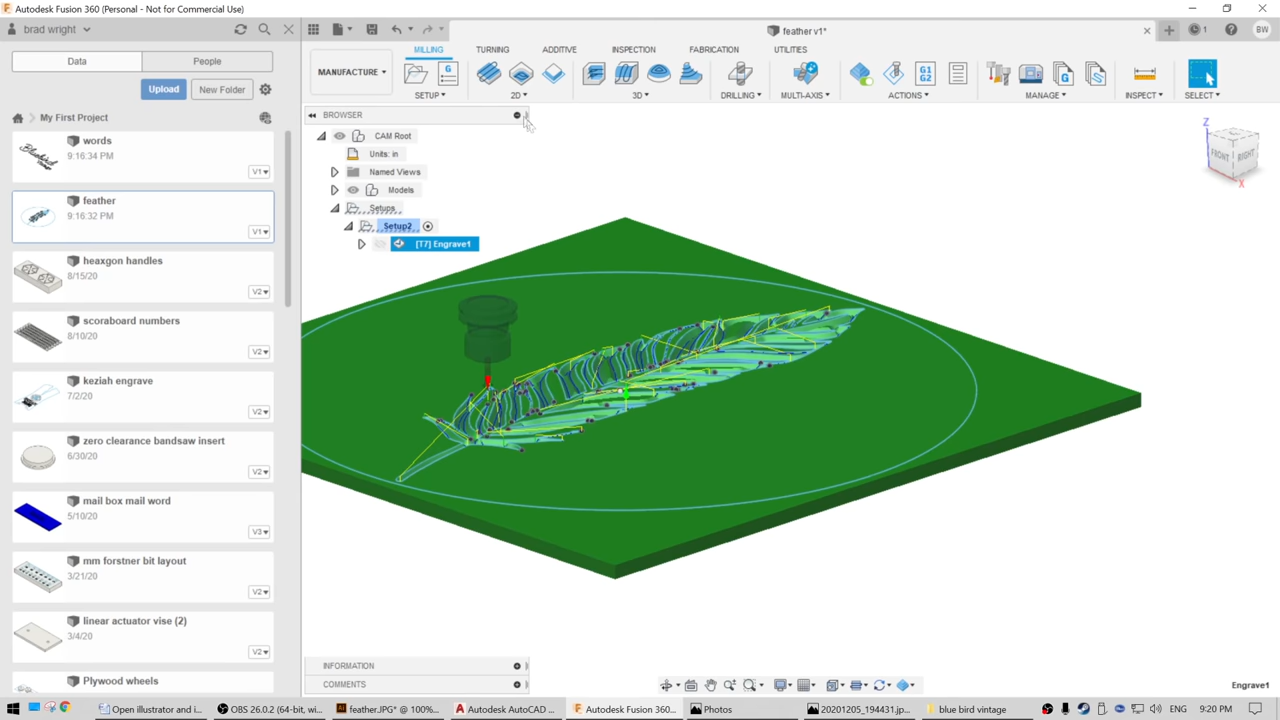 Autodesk Fusion 360 (Personal - Not for Commercial Use)
brad wright
feather v1*
1
BW
Data
People
Upload
New Folder
My First Project
words
9:16:34 PM
V1
feather
9:16:32 PM
V1
heaxgon handles
8/15/20
V2
scoraboard numbers
8/10/20
V2
keziah engrave
7/2/20
V2
zero clearance bandsaw insert
6/30/20
V2
mail box mail word
5/10/20
V3
mm forstner bit layout
3/21/20
V2
linear actuator vise (2)
3/4/20
V2
Plywood wheels
MANUFACTURE
MILLING
TURNING
ADDITIVE
INSPECTION
FABRICATION
UTILITIES
G
G1
G2
G
G
SETUP
2D
3D
DRILLING
MULTI-AXIS
ACTIONS
MANAGE
INSPECT
SELECT
BROWSER
CAM Root
Units: in
Named Views
Models
Setups
Setup2
[T7] Engrave1
Z
FRONT
RIGHT
X
INFORMATION
COMMENTS
Engrave1
Open illustrator and i...
OBS 26.0.2 (64-bit, wi...
feather.JPG* @ 100%...
Autodesk AutoCAD ...
Autodesk Fusion 360...
Photos
20201205_194431.jp...
blue bird vintage
ENG
9:20 PM